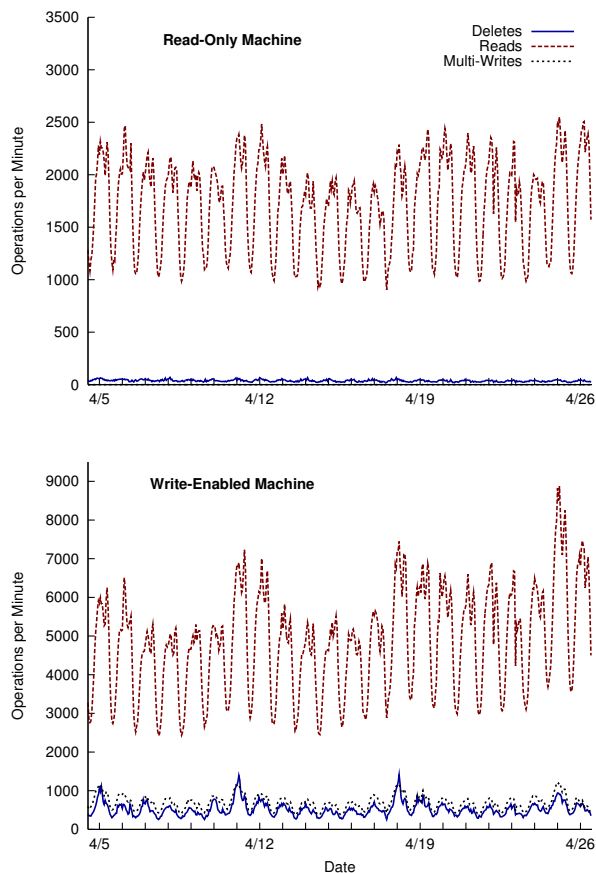 Read-Only Machine
Deletes
Reads
Multi-Writes
3500
3000
2500
2000
1500
1000
500
0
Operations per Minute
4/5 4/12 4/19 4/26
Write-Enabled Machine
9000
8000
7000
6000
5000
4000
3000
2000
1000
0
Operations per Minute
4/5 4/12 4/19 4/26
Date